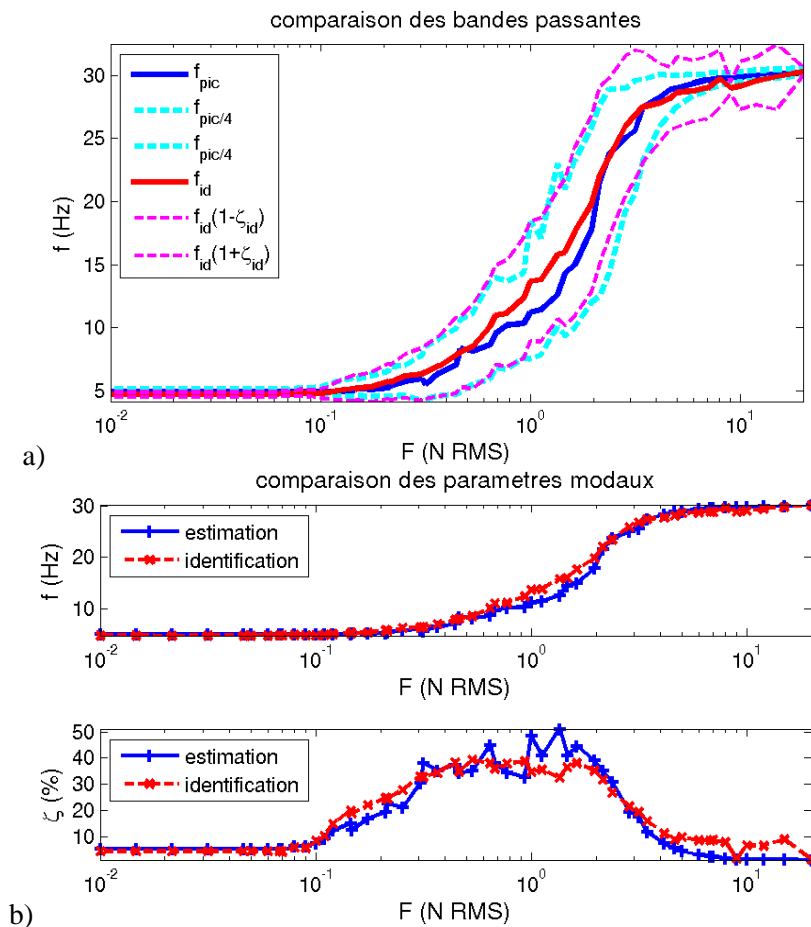 comparaison des bandes passantes
f (Hz)
30
25
20
15
10
5
f_pic
f_pic/4
f_pic/4
f_id
f_id(1-ζ_id)
f_id(1+ζ_id)
10^-2
10^-1
10^0
10^1
F (N RMS)
a)
comparaison des parametres modaux
f (Hz)
30
20
10
estimation
identification
10^-2
10^-1
10^0
10^1
F (N RMS)
ζ (%)
50
40
30
20
10
estimation
identification
10^-2
10^-1
10^0
10^1
F (N RMS)
b)